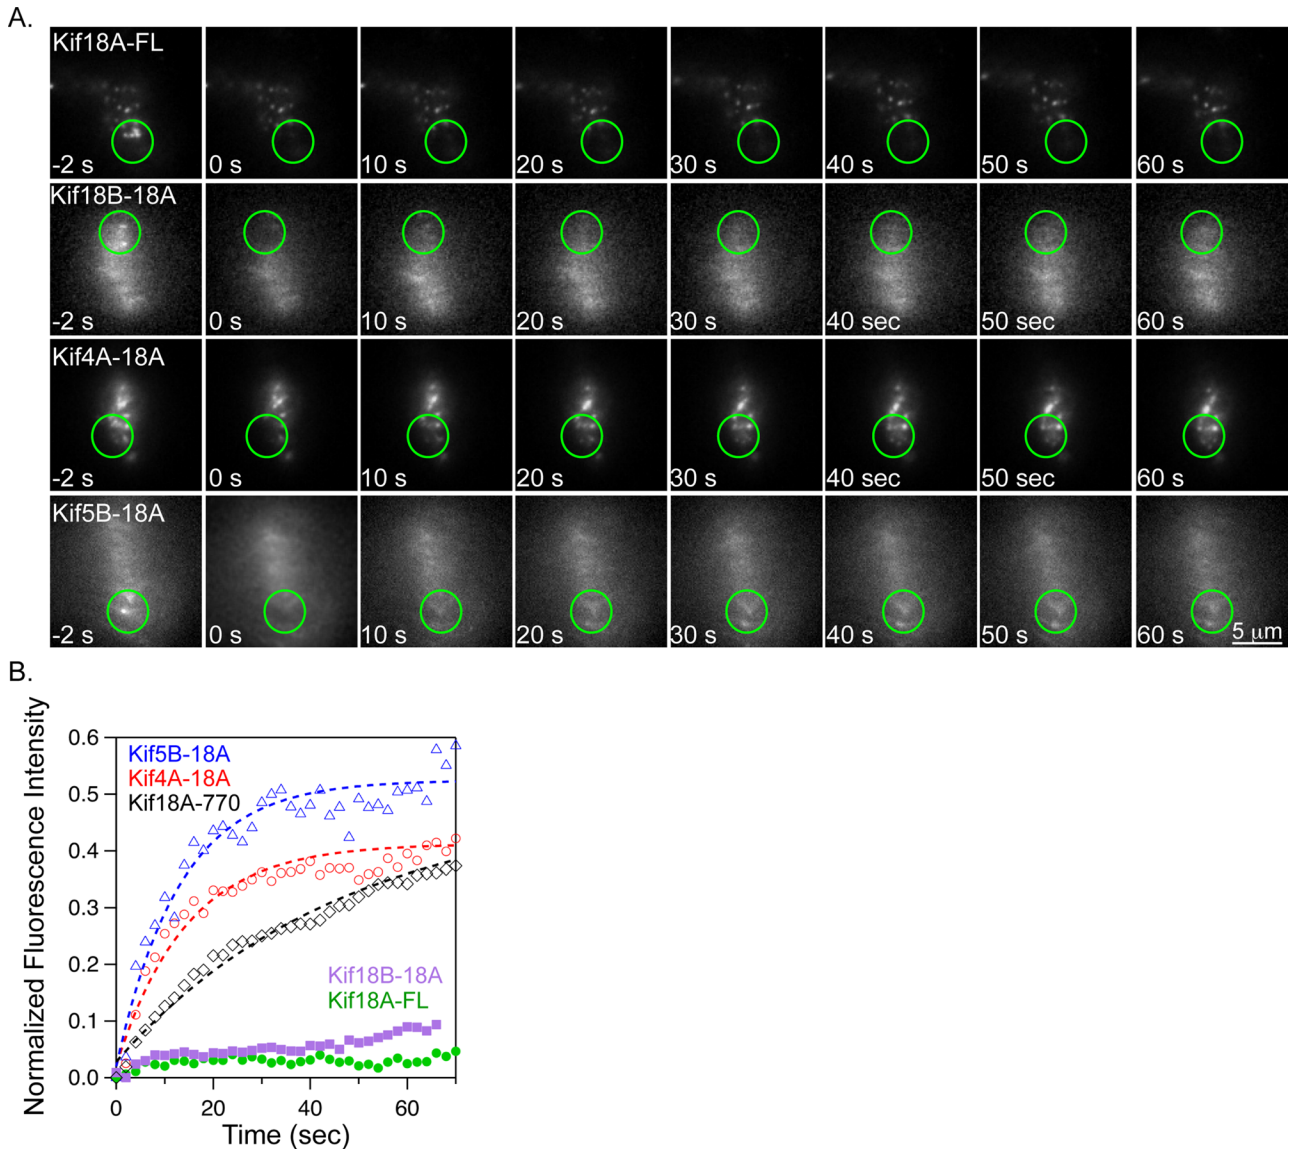 A.
Kif18A-FL
-2 s 0 s 10 s 20 s 30 s 40 s 50 s 60 s
Kif18B-18A
-2 s 0 s 10 s 20 s 30 s 40 sec 50 sec 60 s
Kif4A-18A
-2 s 0 s 10 s 20 s 30 s 40 sec 50 sec 60 s
Kif5B-18A
-2 s 0 s 10 s 20 s 30 s 40 s 50 s 60 s
5 μm
B.
Normalized Fluorescence Intensity
0.6
0.5
0.4
0.3
0.2
0.1
0.0
Kif5B-18A
Kif4A-18A
Kif18A-770
Kif18B-18A
Kif18A-FL
0 20 40 60
Time (sec)